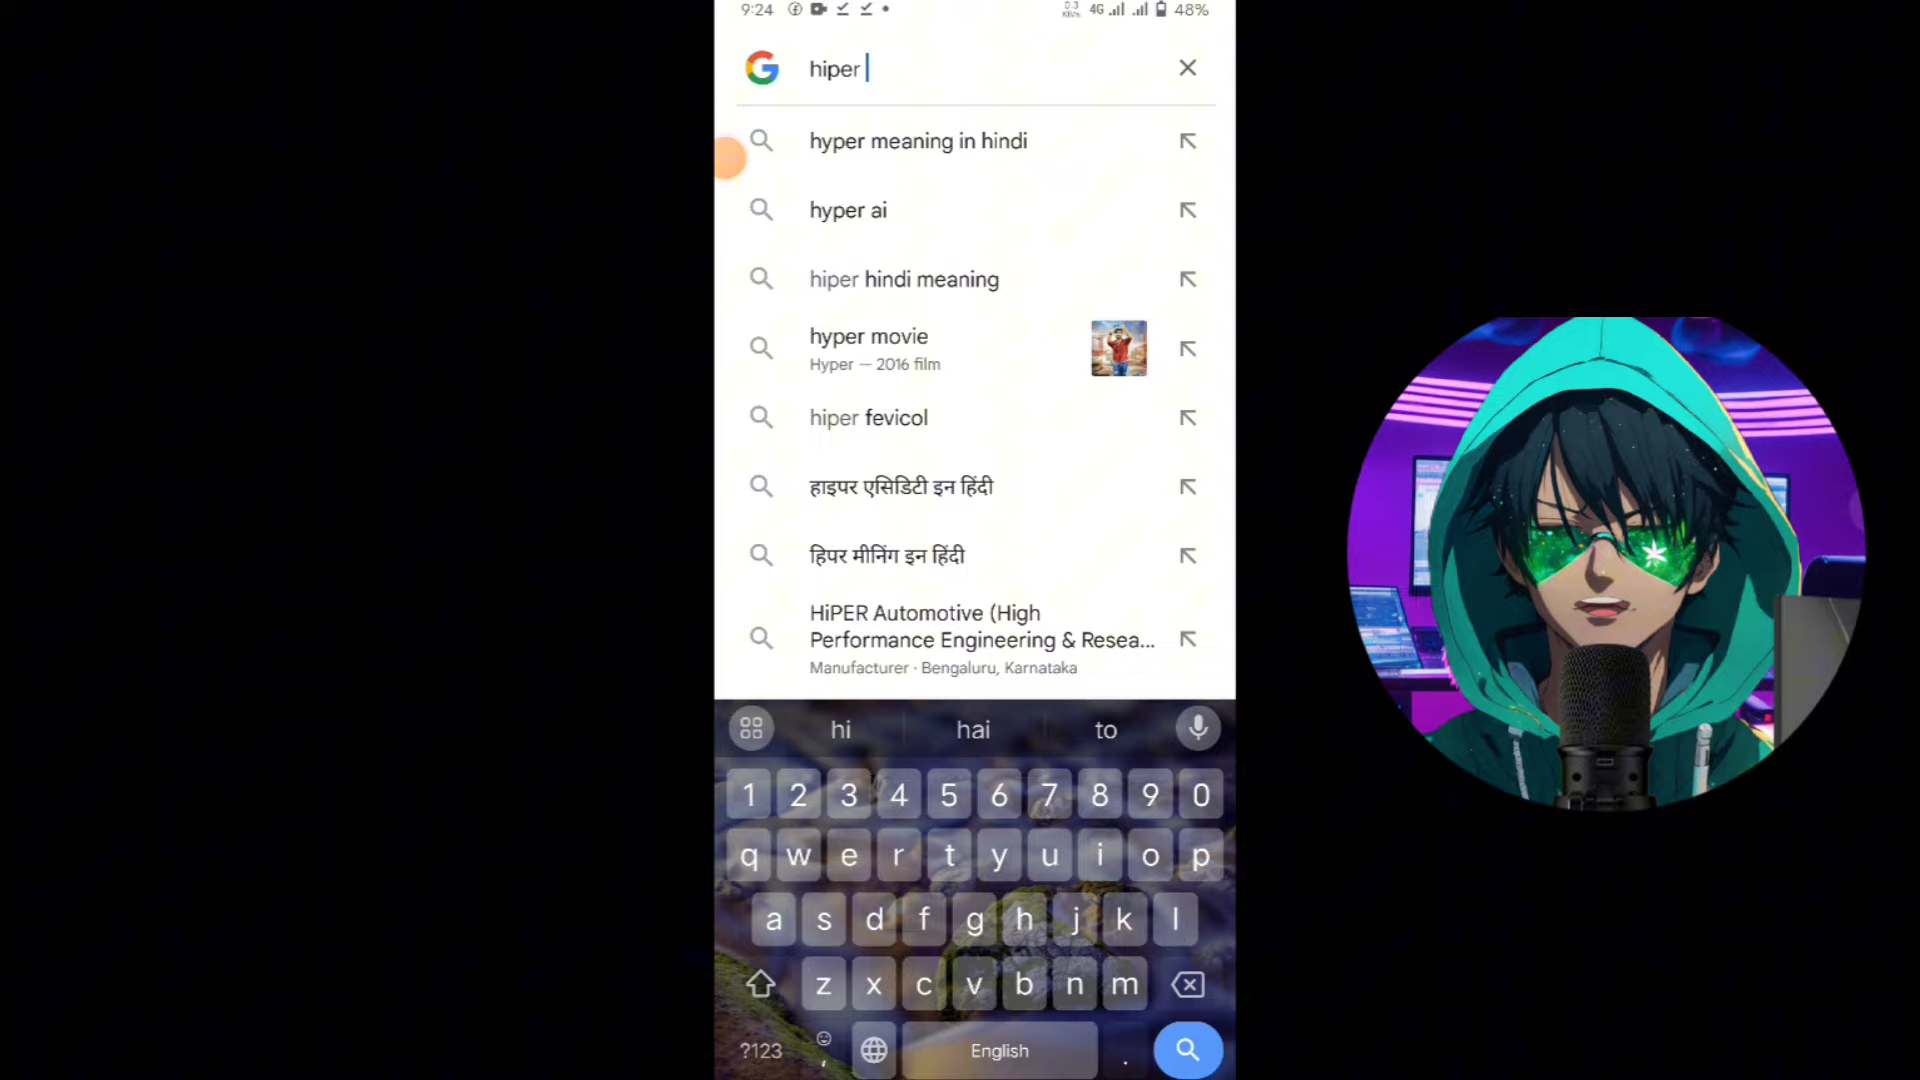 9:24 4G 48%
hiper
hyper meaning in hindi
hyper ai
hiper hindi meaning
hyper movie
Hyper — 2016 film
hiper fevicol
हाइपर एसिडिटी इन हिंदी
हिपर मीनिंग इन हिंदी
HiPER Automotive (High
Performance Engineering & Resea...
Manufacturer · Bengaluru, Karnataka
hi hai to
1 2 3 4 5 6 7 8 9 0
q w e r t y u i o p
a s d f g h j k l
z x c v b n m
?123 , English .